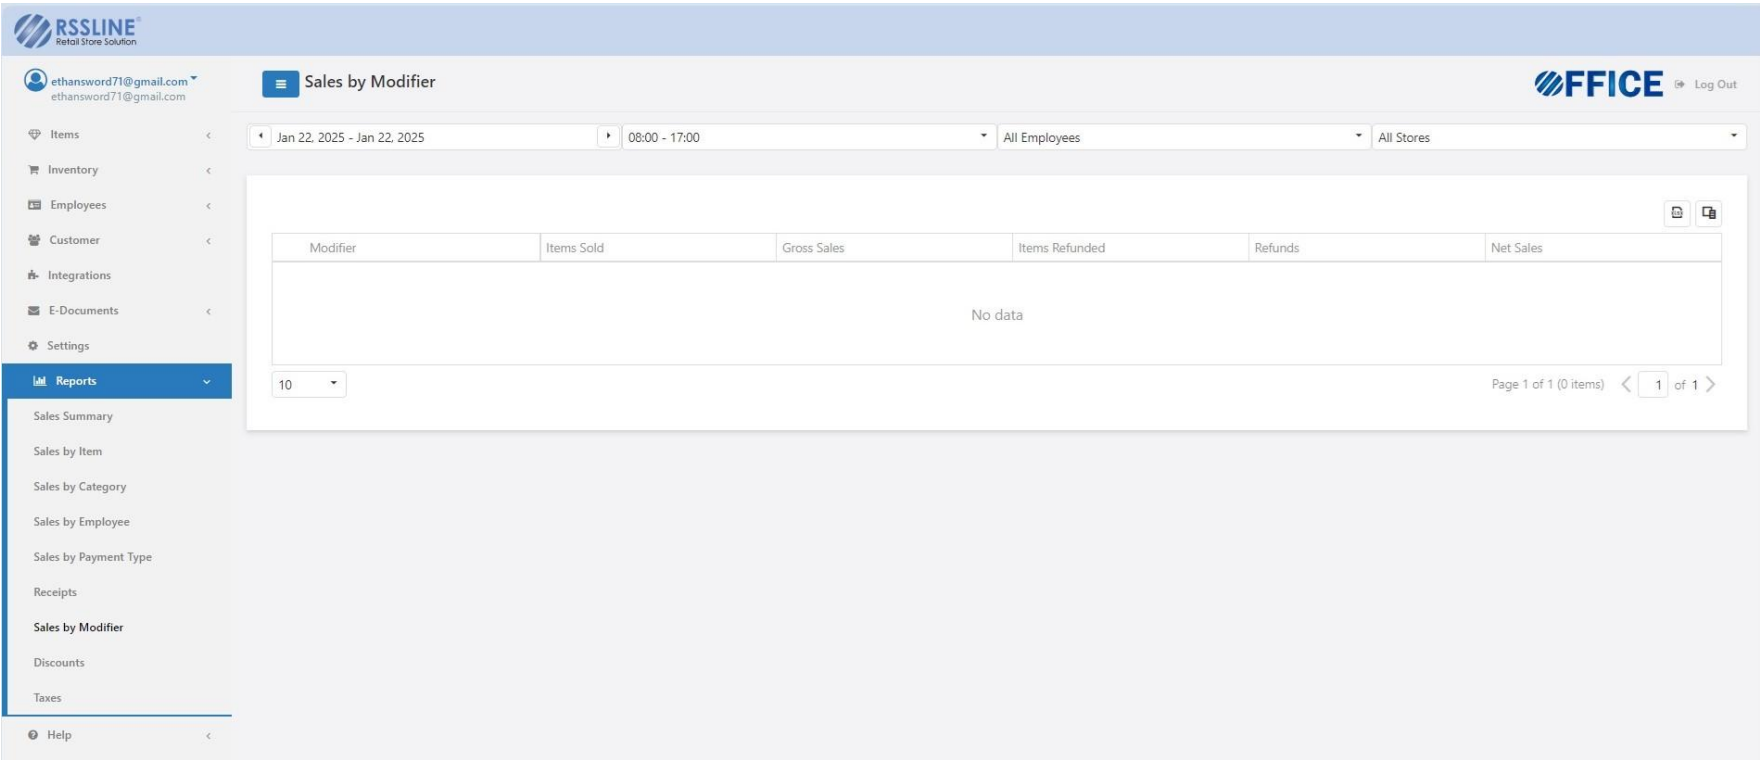 RSSLINE®
Retail Store Solution
ethansword71@gmail.com
ethansword71@gmail.com
Sales by Modifier
OFFICE
Log Out
Items
Jan 22, 2025 - Jan 22, 2025
08:00 - 17:00
All Employees
All Stores
Inventory
Employees
Customer
Integrations
E-Documents
Settings
Reports
Sales Summary
Sales by Item
Sales by Category
Sales by Employee
Sales by Payment Type
Receipts
Sales by Modifier
Discounts
Taxes
Help
Modifier Items Sold Gross Sales Items Refunded Refunds Net Sales
No data
10
Page 1 of 1 (0 items) 1 of 1